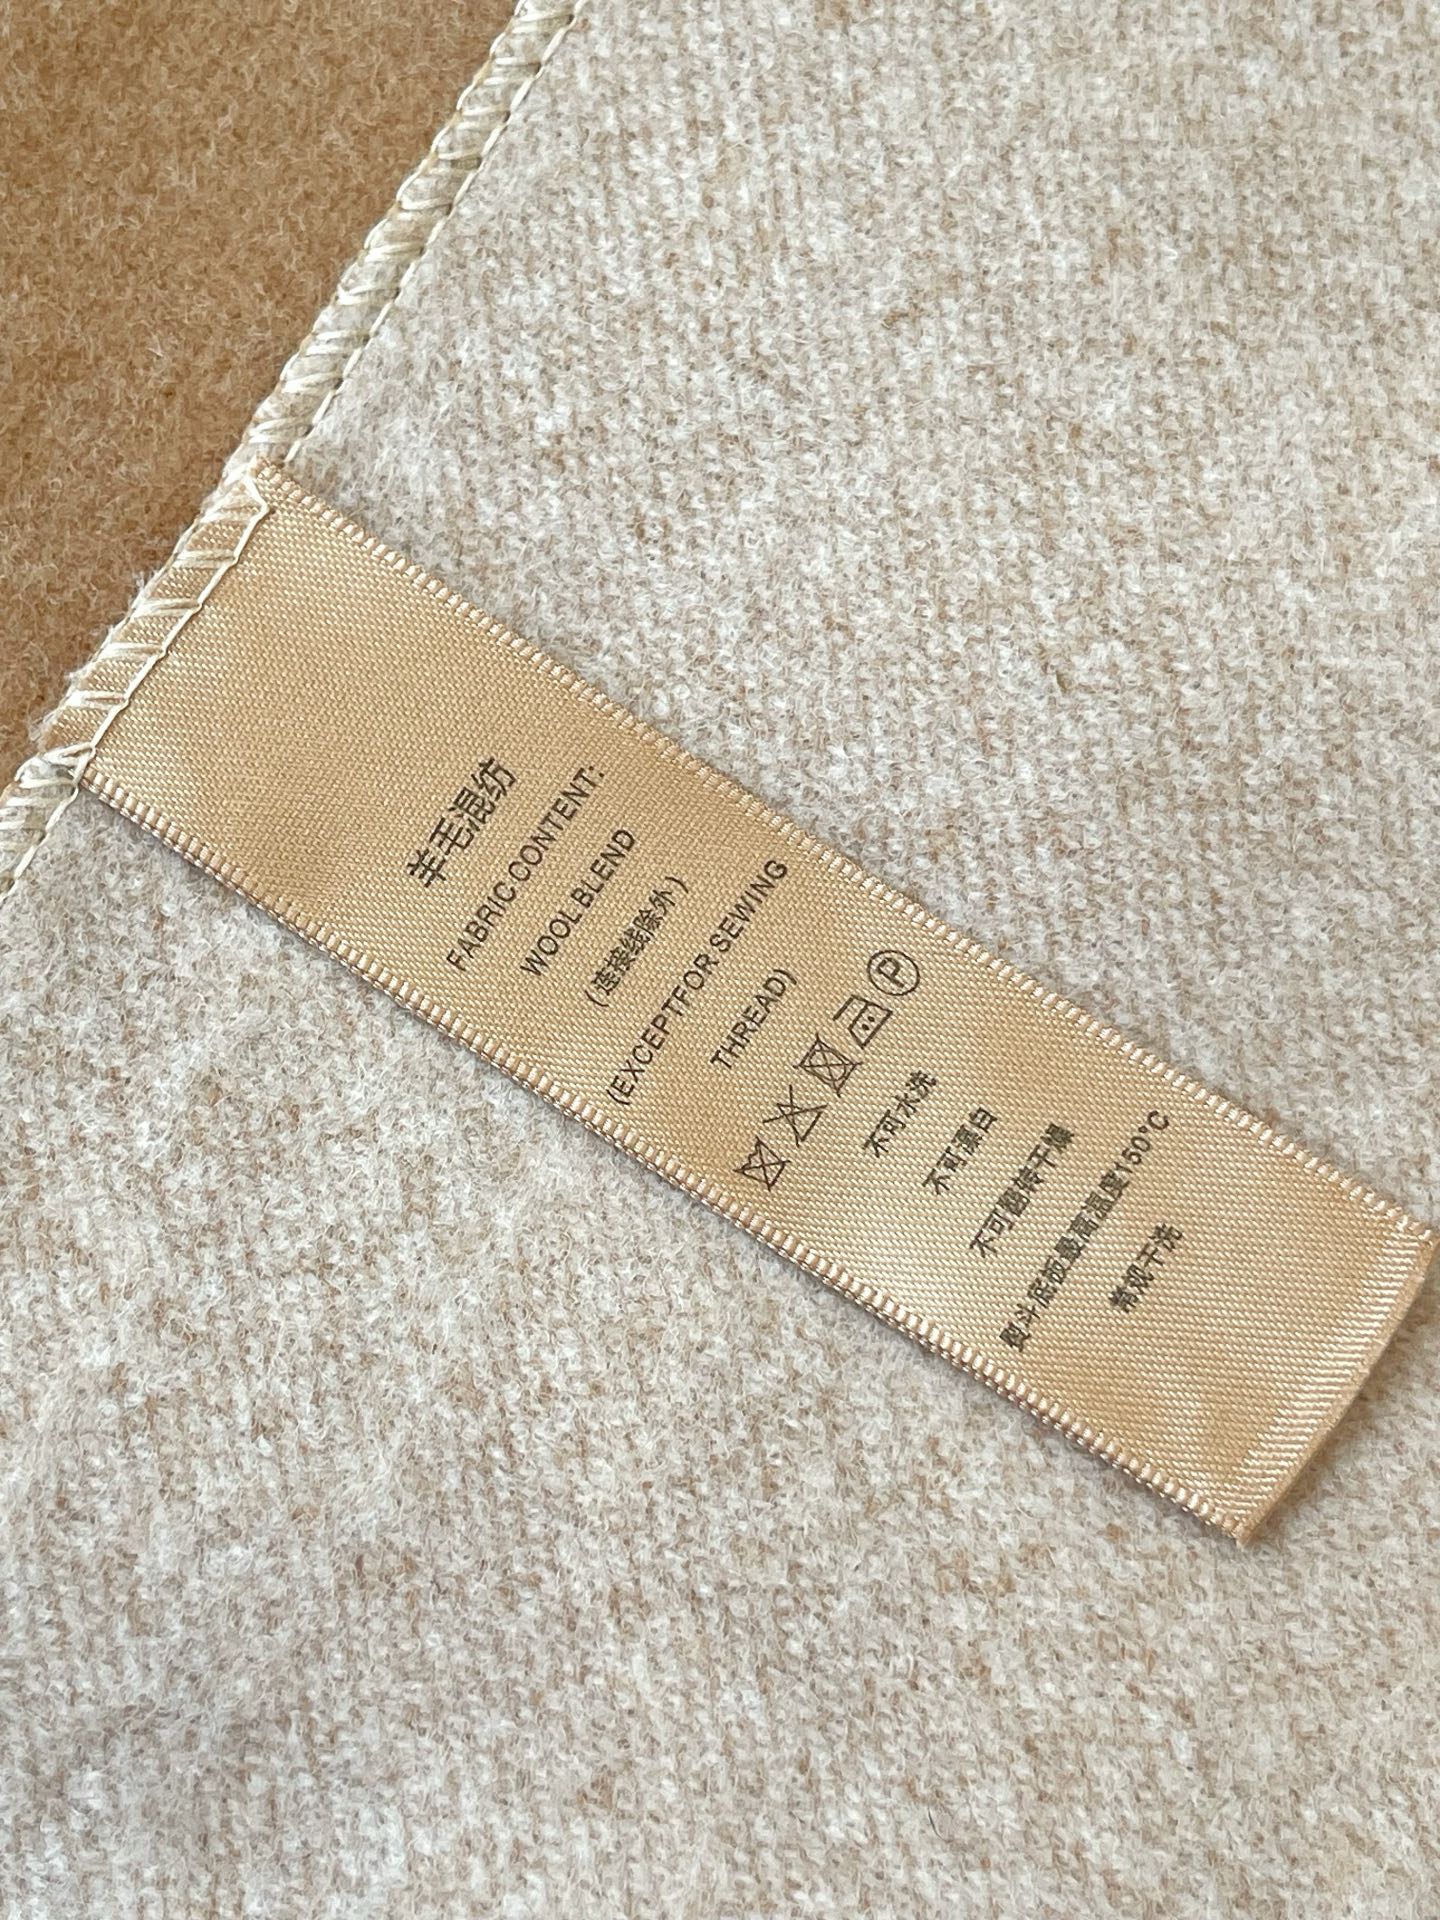 羊毛混纺
FABRIC CONTENT:
WOOL BLEND
(连接线除外)
(EXCEPTFOR SEWING
THREAD)
P
不可水洗
不可漂白
不可翻转干燥
熨斗底板最高温度150°C
常规干洗